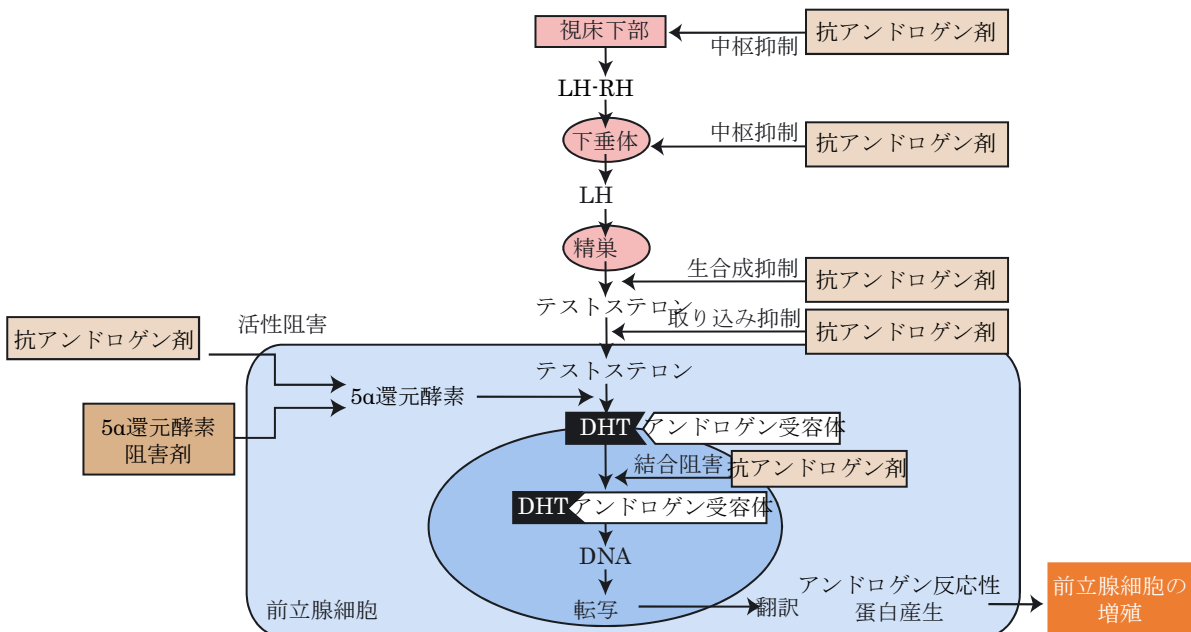 視床下部
中枢抑制
抗アンドロゲン剤
LH-RH
下垂体
中枢抑制
抗アンドロゲン剤
LH
精巣
生合成抑制
抗アンドロゲン剤
テストステロン
取り込み抑制
抗アンドロゲン剤
活性阻害
抗アンドロゲン剤
テストステロン
5α還元酵素
5α還元酵素
阻害剤
DHT
アンドロゲン受容体
結合阻害
抗アンドロゲン剤
DHT
アンドロゲン受容体
DNA
前立腺細胞
転写
翻訳
アンドロゲン反応性
蛋白産生
前立腺細胞の
増殖